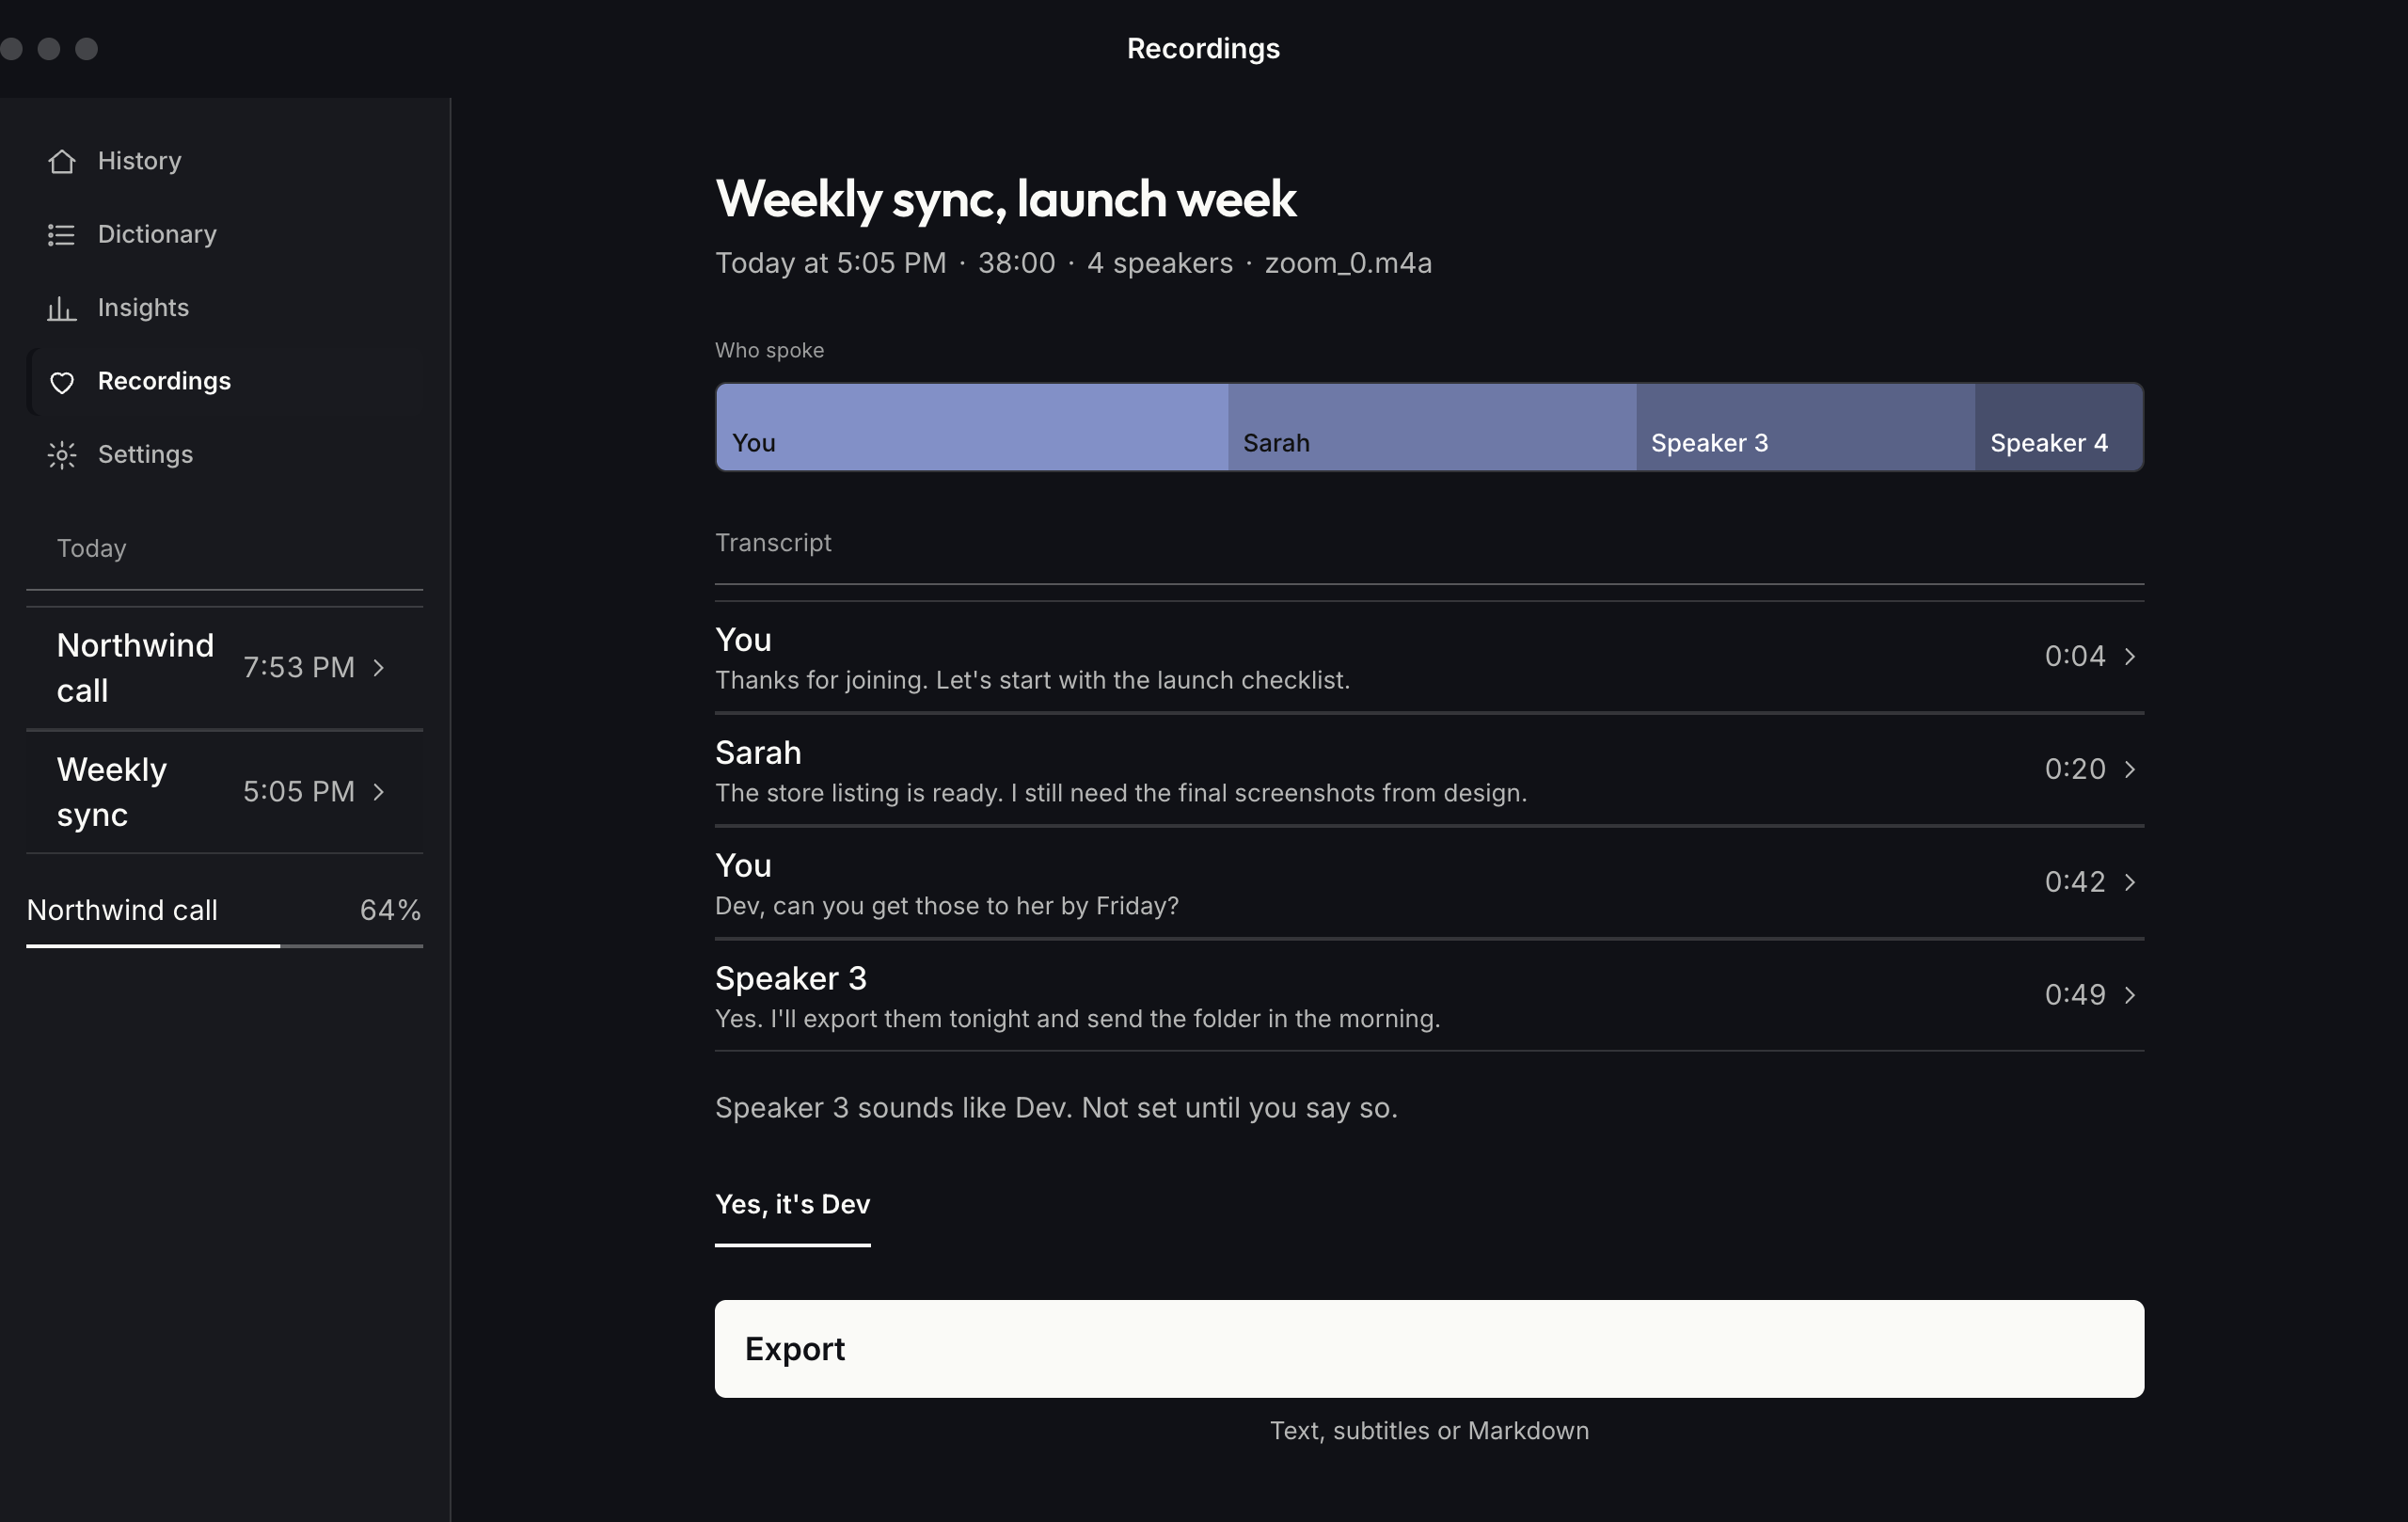 Recordings
History
Dictionary
Insights
Recordings
Settings
Today
Northwind
call
7:53 PM
Weekly
sync
5:05 PM
Northwind call 64%
Weekly sync, launch week
Today at 5:05 PM · 38:00 · 4 speakers · zoom_0.m4a
Who spoke
You Sarah Speaker 3 Speaker 4
Transcript
You
Thanks for joining. Let's start with the launch checklist.
0:04
Sarah
The store listing is ready. I still need the final screenshots from design.
0:20
You
Dev, can you get those to her by Friday?
0:42
Speaker 3
Yes. I'll export them tonight and send the folder in the morning.
0:49
Speaker 3 sounds like Dev. Not set until you say so.
Yes, it's Dev
Export
Text, subtitles or Markdown